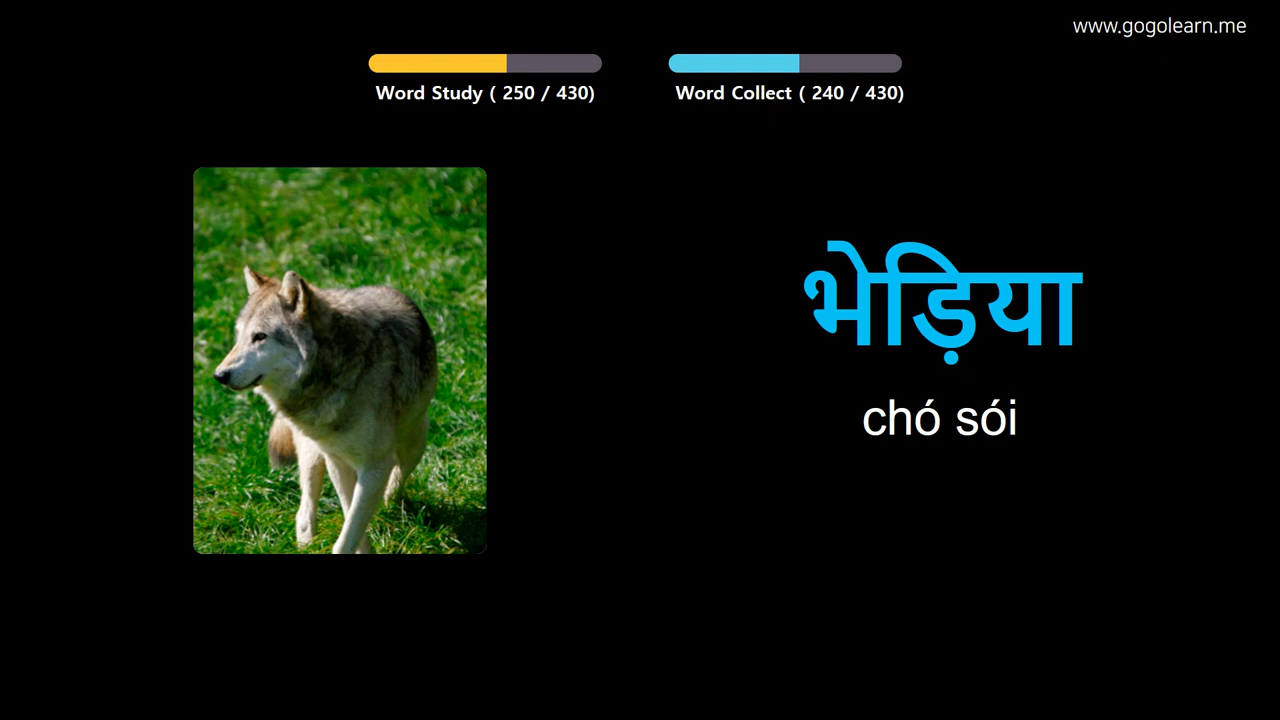 www.gogolearn.me
Word Study ( 250 / 430)
Word Collect ( 240 / 430)
भेड़िया
chó sói